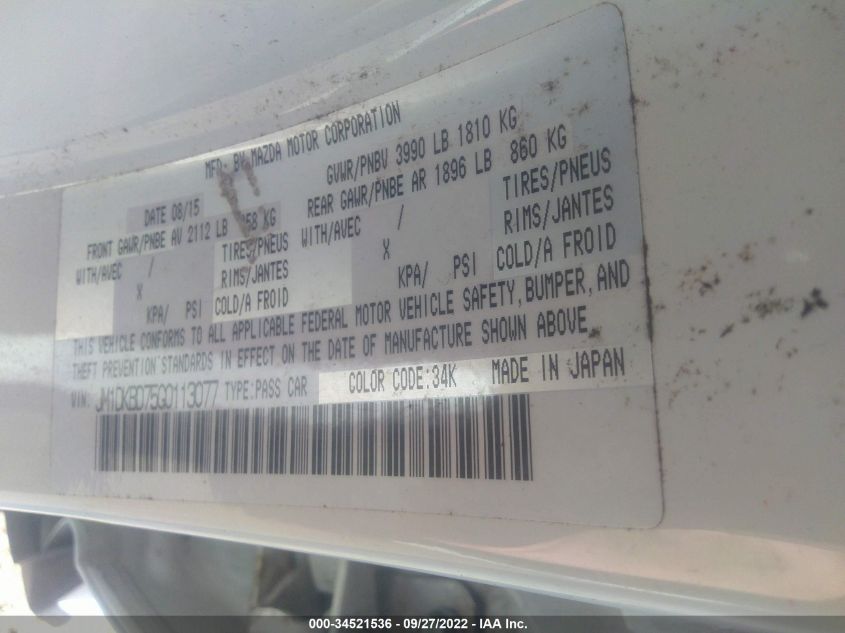 MFD. BY MAZDA MOTOR CORPORATION
DATE 08/15 GVWR/PNBV 3990 LB 1810 KG
FRONT GAWR/PNBE AV 2112 LB KG REAR GAWR/PNBE AR 1896 LB 860 KG
WITH/AVEC / TIRES/PNEUS WITH/AVEC / TIRES/PNEUS
X RIMS/JANTES X RIMS/JANTES
KPA/ PSI COLD/A FROID KPA/ PSI COLD/A FROID
THIS VEHICLE CONFORMS TO ALL APPLICABLE FEDERAL MOTOR VEHICLE SAFETY, BUMPER, AND
THEFT PREVENTION STANDARDS IN EFFECT ON THE DATE OF MANUFACTURE SHOWN ABOVE.
VIN: JM1DKBD75G0113077 TYPE:PASS CAR COLOR CODE:34K MADE IN JAPAN
000-34521536 - 09/27/2022 - IAA Inc.